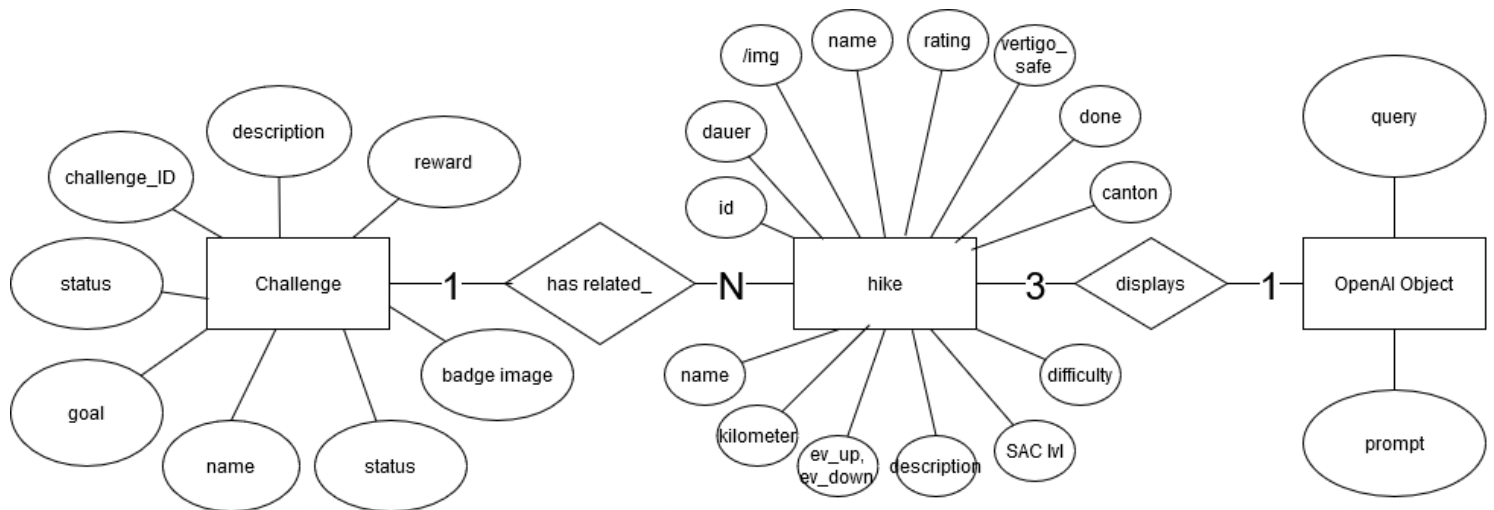 /img
name
rating
vertigo_
safe
description
dauer
done
query
challenge_ID
reward
canton
id
status
Challenge
1
has related_
N
hike
3
displays
1
OpenAI Object
goal
badge image
name
difficulty
name
status
kilometer
ev_up,
ev_down
description
SAC lvl
prompt